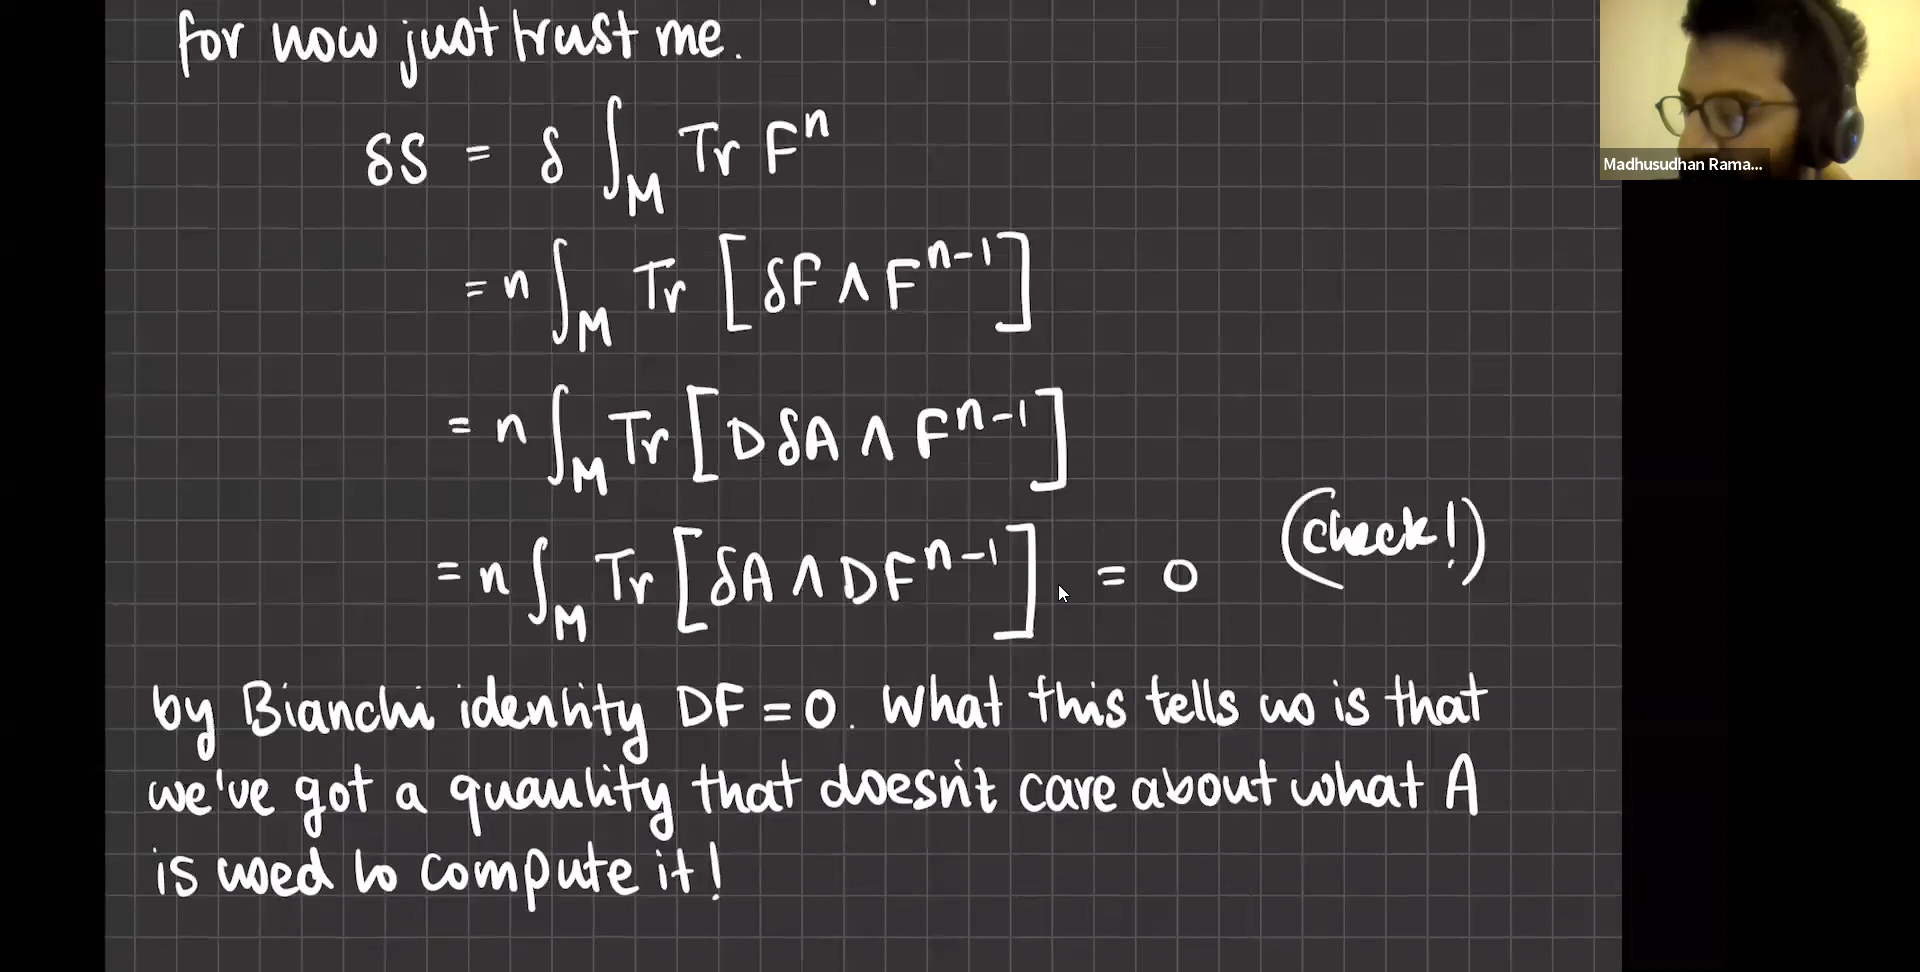 for now just trust me.
δS = δ ∫_M Tr F^n
= n ∫_M Tr [δF ∧ F^{n-1}]
= n ∫_M Tr [D δA ∧ F^{n-1}]
= n ∫_M Tr [δA ∧ DF^{n-1}] = 0 (check!)
by Bianchi identity DF = 0. What this tells us is that
we've got a quantity that doesn't care about what A
is used to compute it!
Madhusudhan Rama...